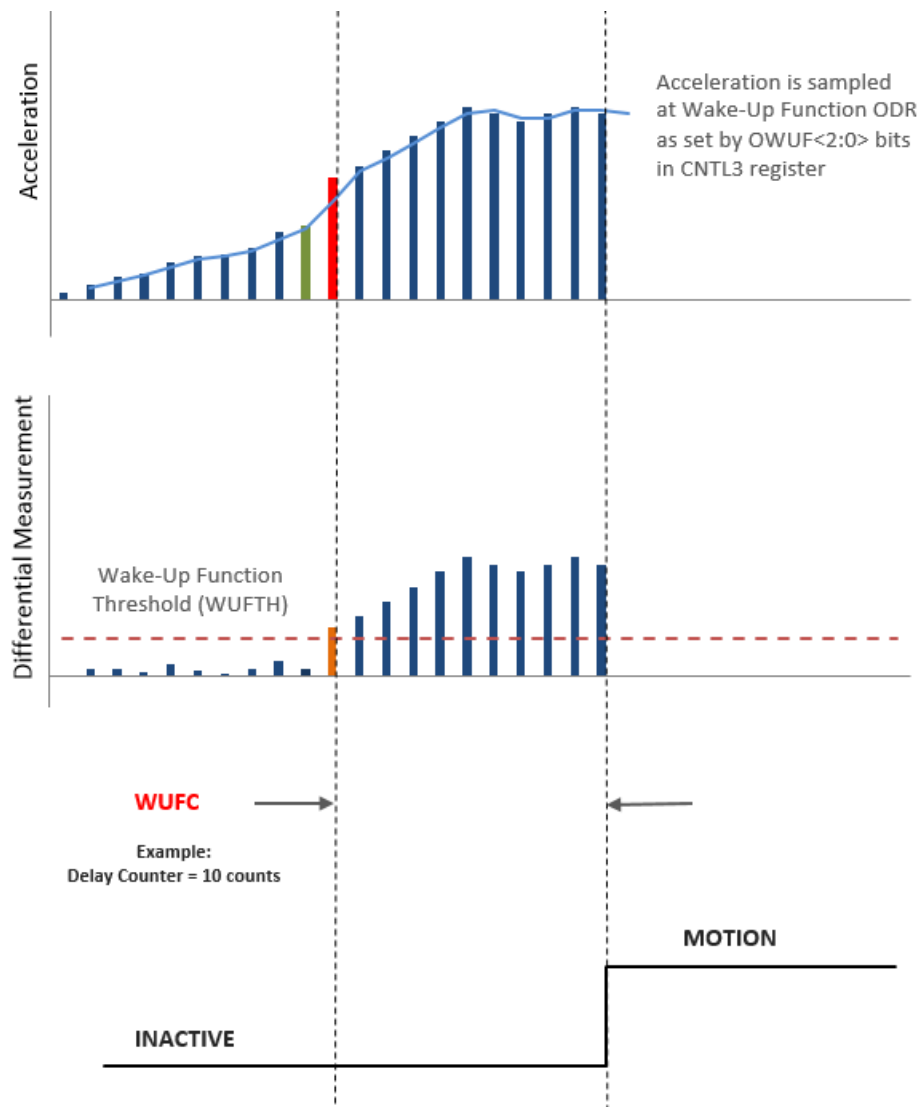 Acceleration
Acceleration is sampled
at Wake-Up Function ODR
as set by OWUF<2:0> bits
in CNTL3 register
Differential Measurement
Wake-Up Function
Threshold (WUFTH)
WUFC
Example:
Delay Counter = 10 counts
MOTION
INACTIVE